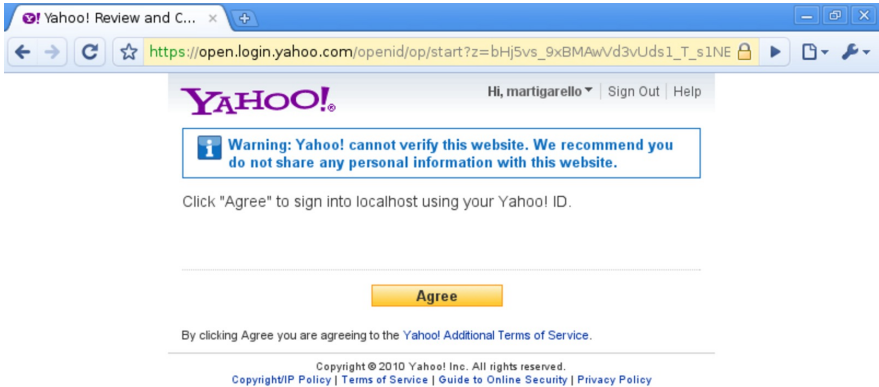 Yahoo! Review and C...
https://open.login.yahoo.com/openid/op/start?z=bHj5vs_9xBMAwVd3vUds1_T_s1NE
YAHOO!®
Hi, martigarello | Sign Out | Help
Warning: Yahoo! cannot verify this website. We recommend you
do not share any personal information with this website.
Click "Agree" to sign into localhost using your Yahoo! ID.
Agree
By clicking Agree you are agreeing to the Yahoo! Additional Terms of Service.
Copyright © 2010 Yahoo! Inc. All rights reserved.
Copyright/IP Policy | Terms of Service | Guide to Online Security | Privacy Policy